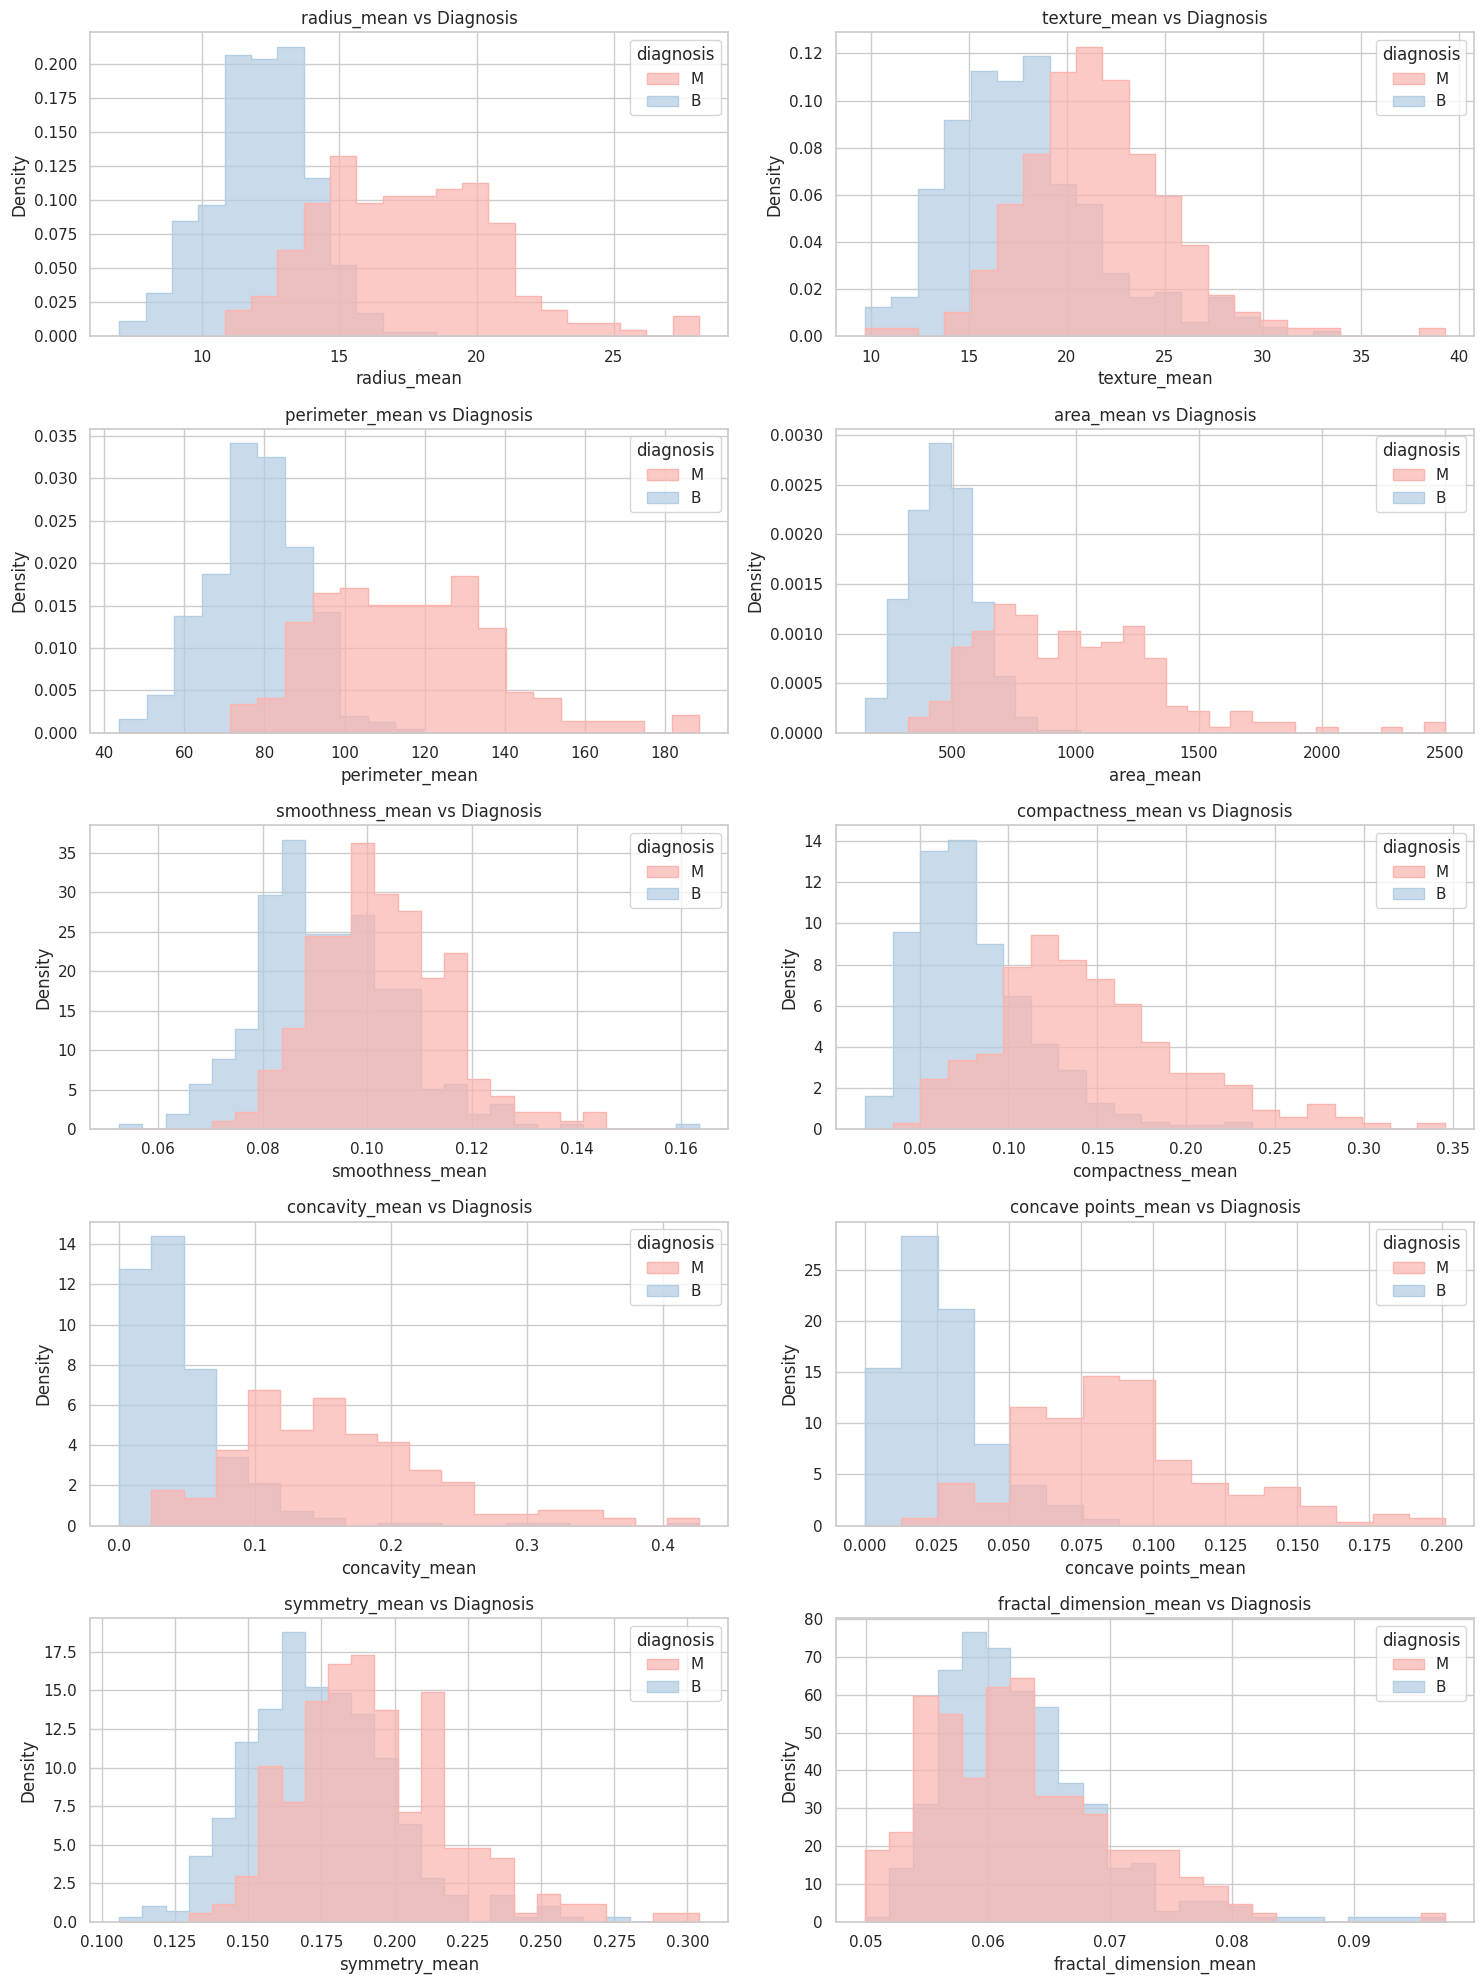 radius_mean vs Diagnosis
diagnosis
M
B
0.200
0.175
0.150
0.125
0.100
0.075
0.050
0.025
0.000
Density
10 15 20 25
radius_mean
texture_mean vs Diagnosis
diagnosis
M
B
0.12
0.10
0.08
0.06
0.04
0.02
0.00
Density
10 15 20 25 30 35 40
texture_mean
perimeter_mean vs Diagnosis
diagnosis
M
B
0.035
0.030
0.025
0.020
0.015
0.010
0.005
0.000
Density
40 60 80 100 120 140 160 180
perimeter_mean
area_mean vs Diagnosis
diagnosis
M
B
0.0030
0.0025
0.0020
0.0015
0.0010
0.0005
0.0000
Density
500 1000 1500 2000 2500
area_mean
smoothness_mean vs Diagnosis
diagnosis
M
B
35
30
25
20
15
10
5
0
Density
0.06 0.08 0.10 0.12 0.14 0.16
smoothness_mean
compactness_mean vs Diagnosis
diagnosis
M
B
14
12
10
8
6
4
2
0
Density
0.05 0.10 0.15 0.20 0.25 0.30 0.35
compactness_mean
concavity_mean vs Diagnosis
diagnosis
M
B
14
12
10
8
6
4
2
0
Density
0.0 0.1 0.2 0.3 0.4
concavity_mean
concave points_mean vs Diagnosis
diagnosis
M
B
25
20
15
10
5
0
Density
0.000 0.025 0.050 0.075 0.100 0.125 0.150 0.175 0.200
concave points_mean
symmetry_mean vs Diagnosis
diagnosis
M
B
17.5
15.0
12.5
10.0
7.5
5.0
2.5
0.0
Density
0.100 0.125 0.150 0.175 0.200 0.225 0.250 0.275 0.300
symmetry_mean
fractal_dimension_mean vs Diagnosis
diagnosis
M
B
80
70
60
50
40
30
20
10
0
Density
0.05 0.06 0.07 0.08 0.09
fractal_dimension_mean